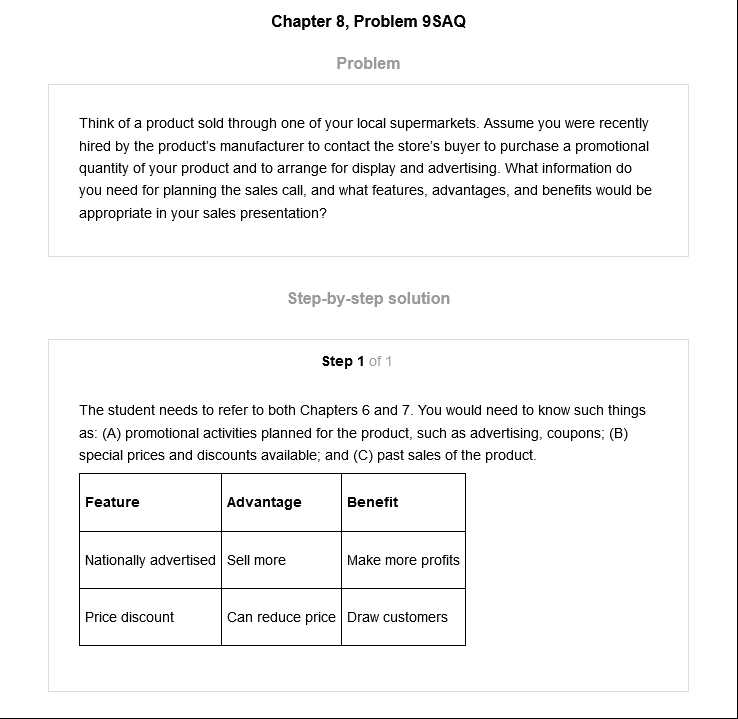 Chapter 8, Problem 9SAQ
Problem
Think of a product sold through one of your local supermarkets. Assume you were recently
hired by the product's manufacturer to contact the store's buyer to purchase a promotional
quantity of your product and to arrange for display and advertising. What information do
you need for planning the sales call, and what features, advantages, and benefits would be
appropriate in your sales presentation?
Step-by-step solution
Step 1 of 1
The student needs to refer to both Chapters 6 and 7. You would need to know such things
as: (A) promotional activities planned for the product, such as advertising, coupons; (B)
special prices and discounts available; and (C) past sales of the product.
Feature Advantage Benefit
Nationally advertised Sell more Make more profits
Price discount Can reduce price Draw customers